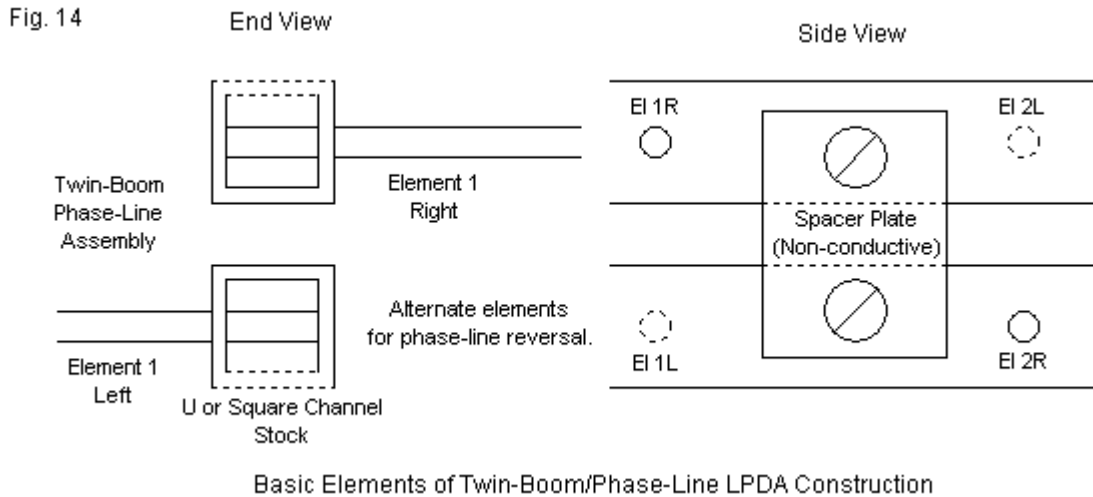 Fig. 14
End View
Side View
El 1R
El 2L
Twin-Boom
Phase-Line
Assembly
Element 1
Right
Spacer Plate
(Non-conductive)
Alternate elements
for phase-line reversal.
Element 1
Left
El 1L
El 2R
U or Square Channel
Stock
Basic Elements of Twin-Boom/Phase-Line LPDA Construction